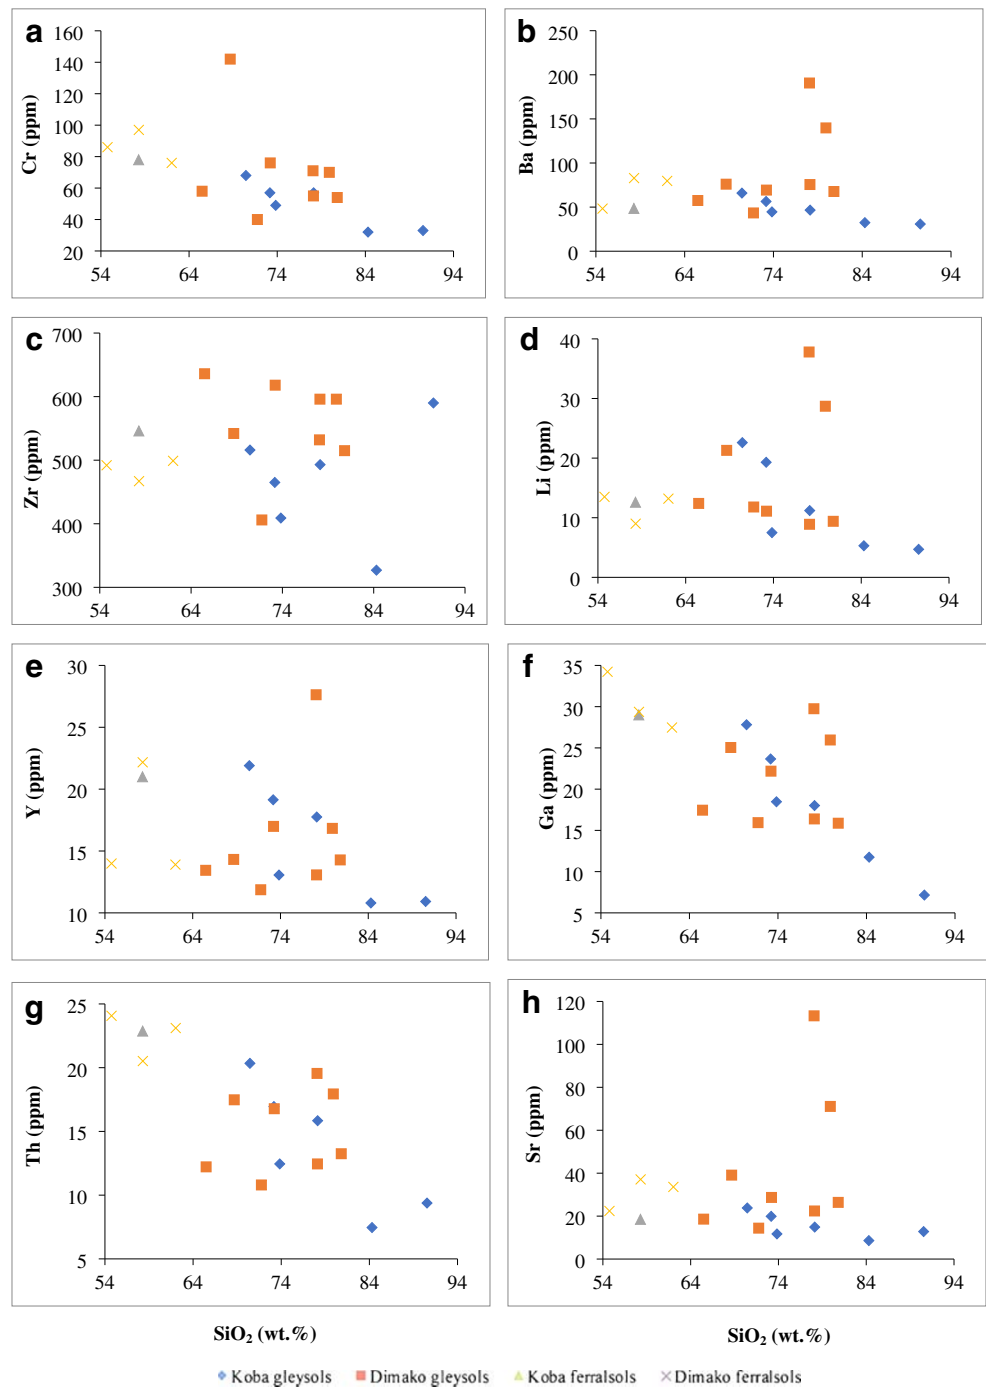 a
160
140
120
100
80
60
40
20
Cr (ppm)
54 64 74 84 94
b
250
200
150
100
50
0
Ba (ppm)
54 64 74 84 94
c
700
600
500
400
300
Zr (ppm)
54 64 74 84 94
d
40
30
20
10
0
Li (ppm)
54 64 74 84 94
e
30
25
20
15
10
Y (ppm)
54 64 74 84 94
f
35
30
25
20
15
10
5
Ga (ppm)
54 64 74 84 94
g
25
20
15
10
5
Th (ppm)
54 64 74 84 94
h
120
100
80
60
40
20
0
Sr (ppm)
54 64 74 84 94
SiO₂ (wt.%)
SiO₂ (wt.%)
Koba gleysols Dimako gleysols Koba ferralsols Dimako ferralsols